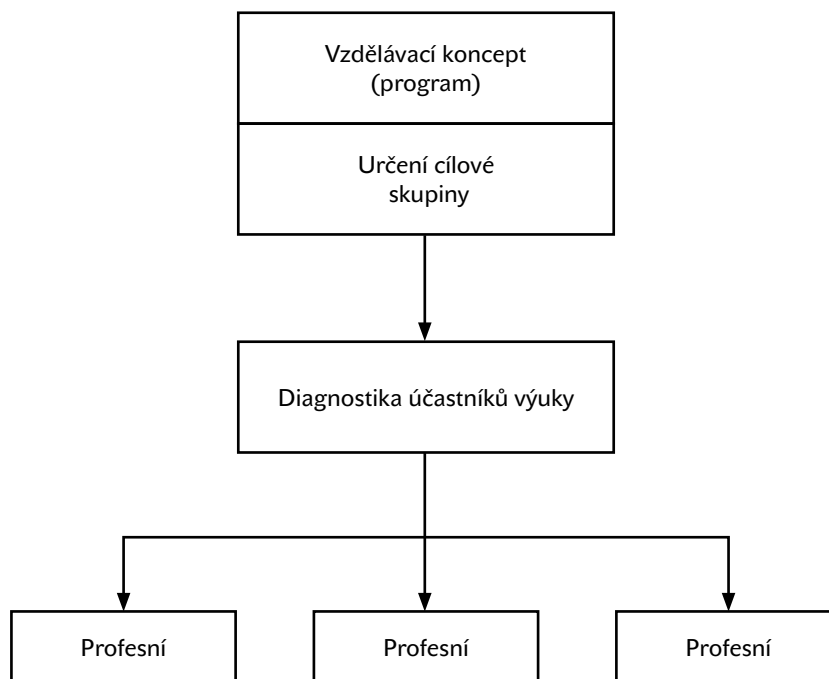 Vzdělávací koncept
(program)
Určení cílové
skupiny
Diagnostika účastníků výuky
Profesní
Profesní
Profesní